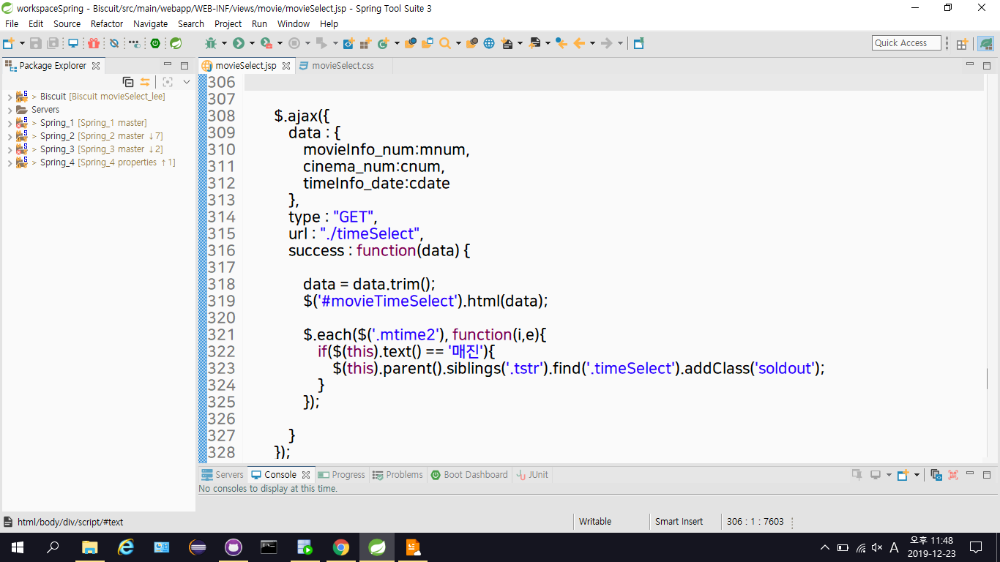 workspaceSpring - Biscuit/src/main/webapp/WEB-INF/views/movie/movieSelect.jsp - Spring Tool Suite 3
File Edit Source Refactor Navigate Search Project Run Window Help
Quick Access
Package Explorer
movieSelect.jsp
movieSelect.css
> Biscuit [Biscuit movieSelect_lee]
Servers
> Spring_1 [Spring_1 master]
> Spring_2 [Spring_2 master ↓7]
> Spring_3 [Spring_3 master ↓2]
> Spring_4 [Spring_4 properties ↑1]
306
307
308 $.ajax({
309 data : {
310 movieInfo_num:mnum,
311 cinema_num:cnum,
312 timeInfo_date:cdate
313 },
314 type : "GET",
315 url : "./timeSelect",
316 success : function(data) {
317
318 data = data.trim();
319 $('#movieTimeSelect').html(data);
320
321 $.each($('.mtime2'), function(i,e){
322 if($(this).text() == '매진'){
323 $(this).parent().siblings('.tstr').find('.timeSelect').addClass('soldout');
324 }
325 });
326
327 }
328 });
Servers Console Progress Problems Boot Dashboard JUnit
No consoles to display at this time.
html/body/div/script/#text
Writable
Smart Insert
306 : 1 : 7603
A
오후 11:48
2019-12-23